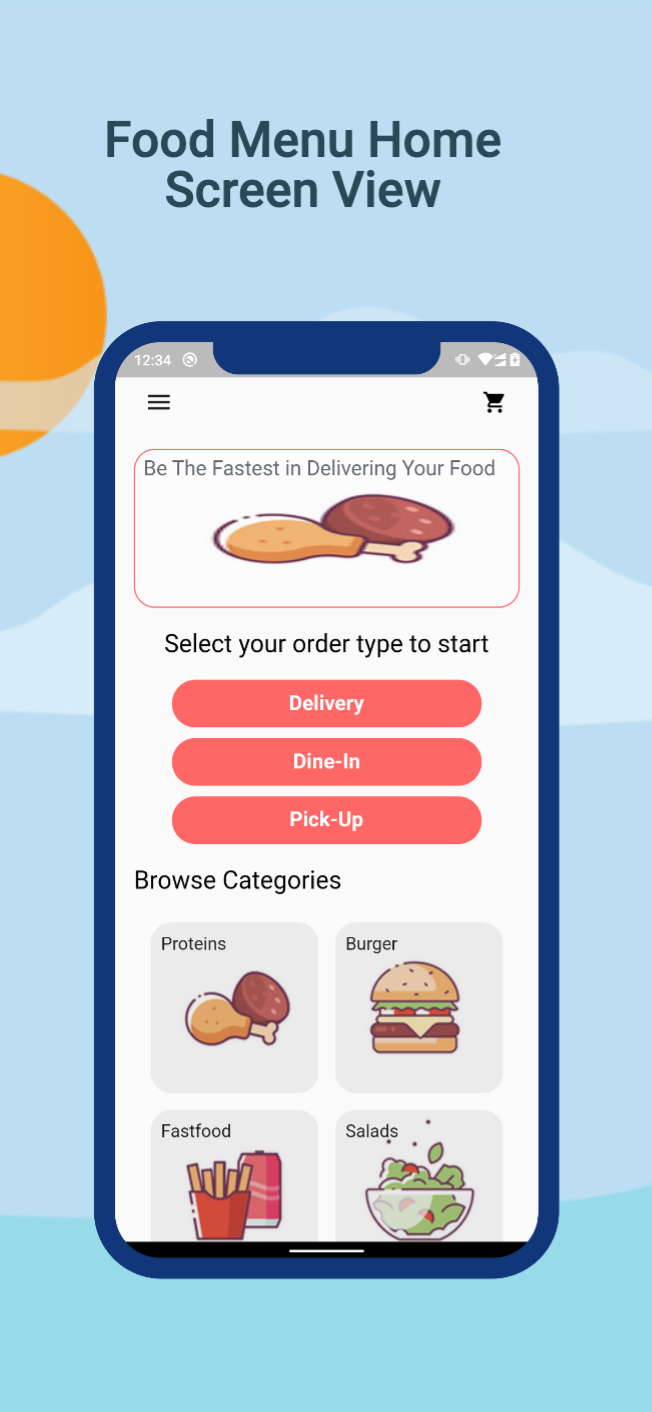 Food Menu Home
Screen View
12:34
Be The Fastest in Delivering Your Food
Select your order type to start
Delivery
Dine-In
Pick-Up
Browse Categories
Proteins
Burger
Fastfood
Salads